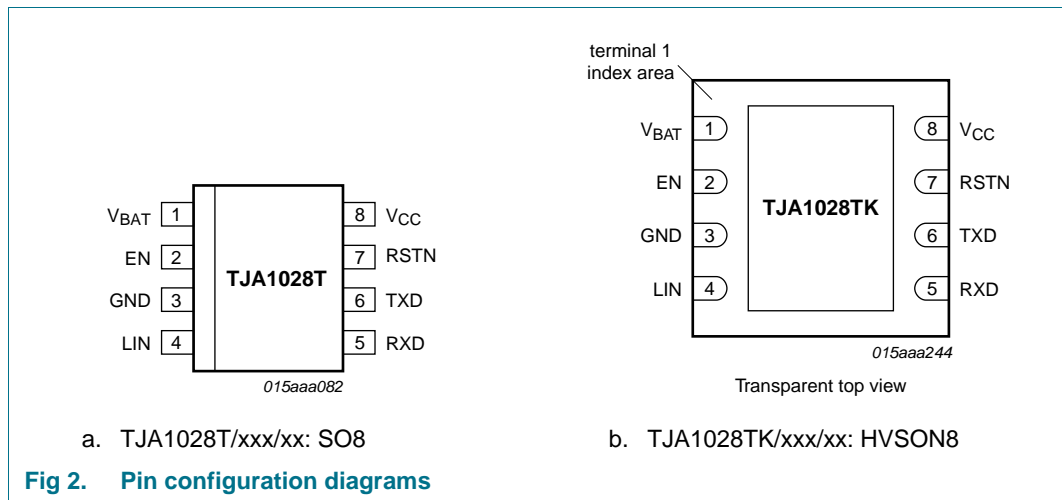 VBAT 1
EN 2
GND 3
LIN 4
TJA1028T
8 VCC
7 RSTN
6 TXD
5 RXD
015aaa082
a. TJA1028T/xxx/xx: SO8
terminal 1
index area
VBAT 1
EN 2
GND 3
LIN 4
TJA1028TK
8 VCC
7 RSTN
6 TXD
5 RXD
015aaa244
Transparent top view
b. TJA1028TK/xxx/xx: HVSON8
Fig 2. Pin configuration diagrams